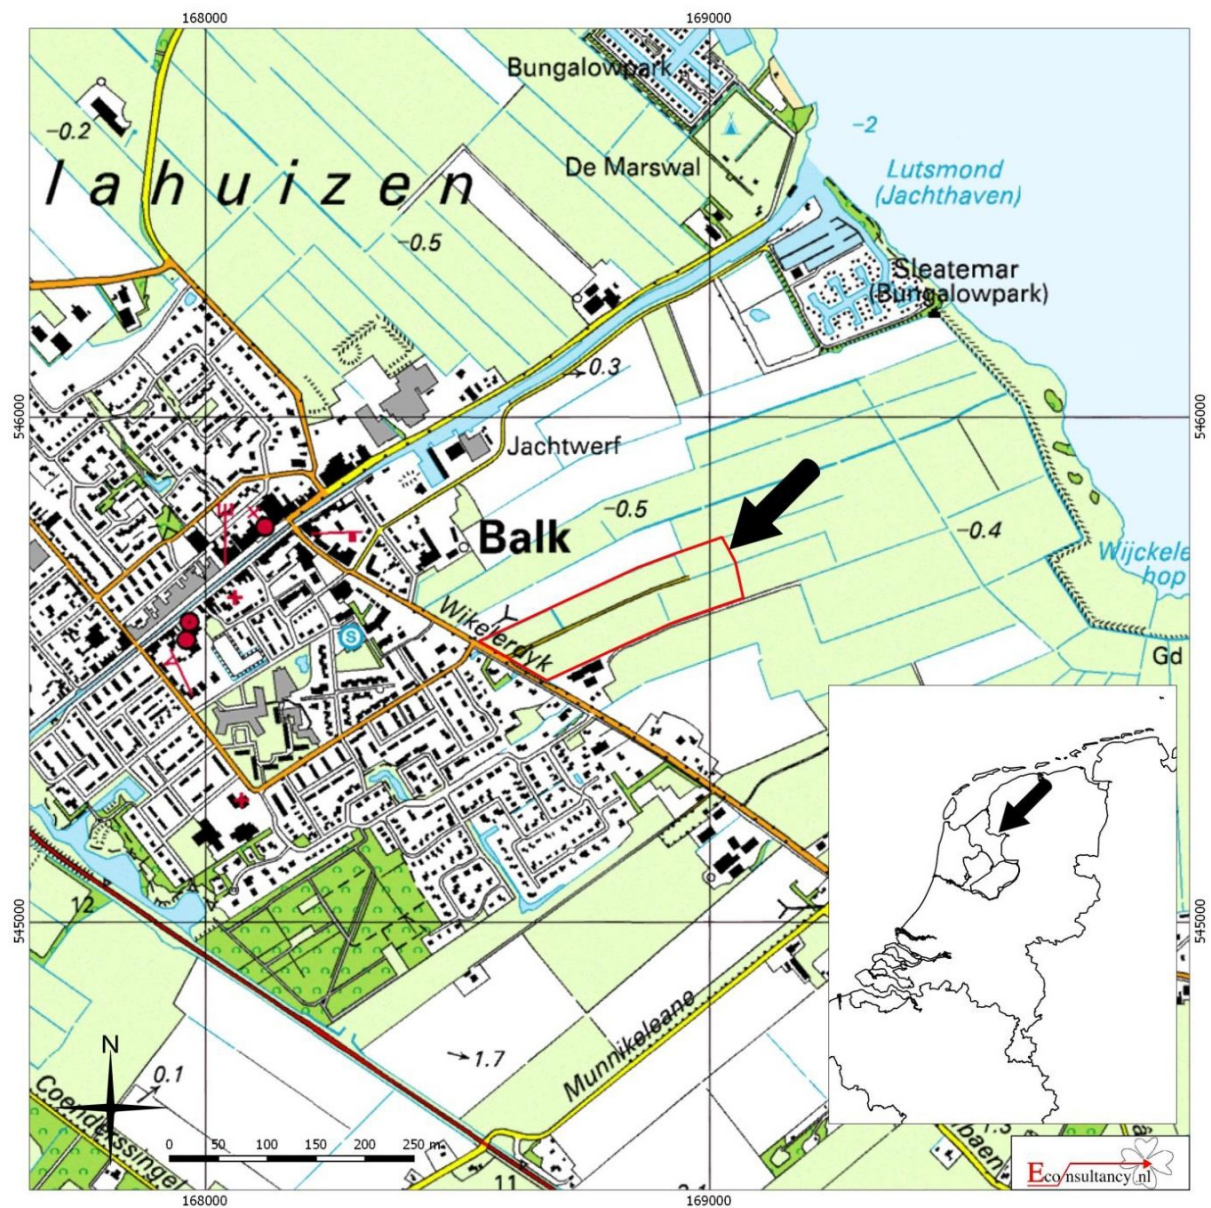 168000
169000
Bungalowpark
-0.2
-2
De Marswal
Lutsmond
(Jachthaven)
lahuizen
-0.5
Sleatemar
(Bungalowpark)
0.3
546000
546000
Jachtwerf
-0.5
Balk
-0.4
Wijckele
hop
Wikelerdyk
S
Gd
12
545000
545000
N
1.7
Munnikeleane
0.1
Coenderssingel
0 50 100 150 200 250 m
11
baen
Econsultancy.nl
168000
169000